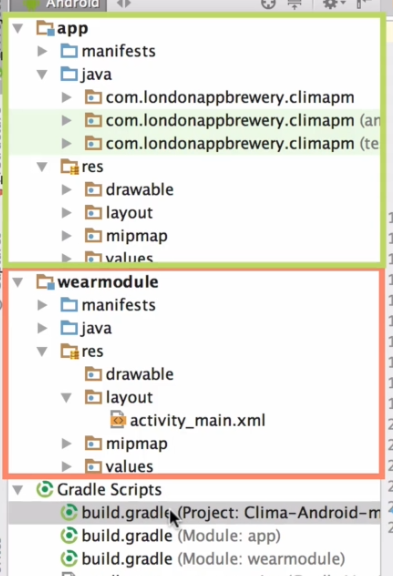 Android
app
manifests
java
com.londonappbrewery.climapm
com.londonappbrewery.climapm (an
com.londonappbrewery.climapm (te
res
drawable
layout
mipmap
values
wearmodule
manifests
java
res
drawable
layout
activity_main.xml
mipmap
values
Gradle Scripts
build.gradle (Project: Clima-Android-m
build.gradle (Module: app)
build.gradle (Module: wearmodule)